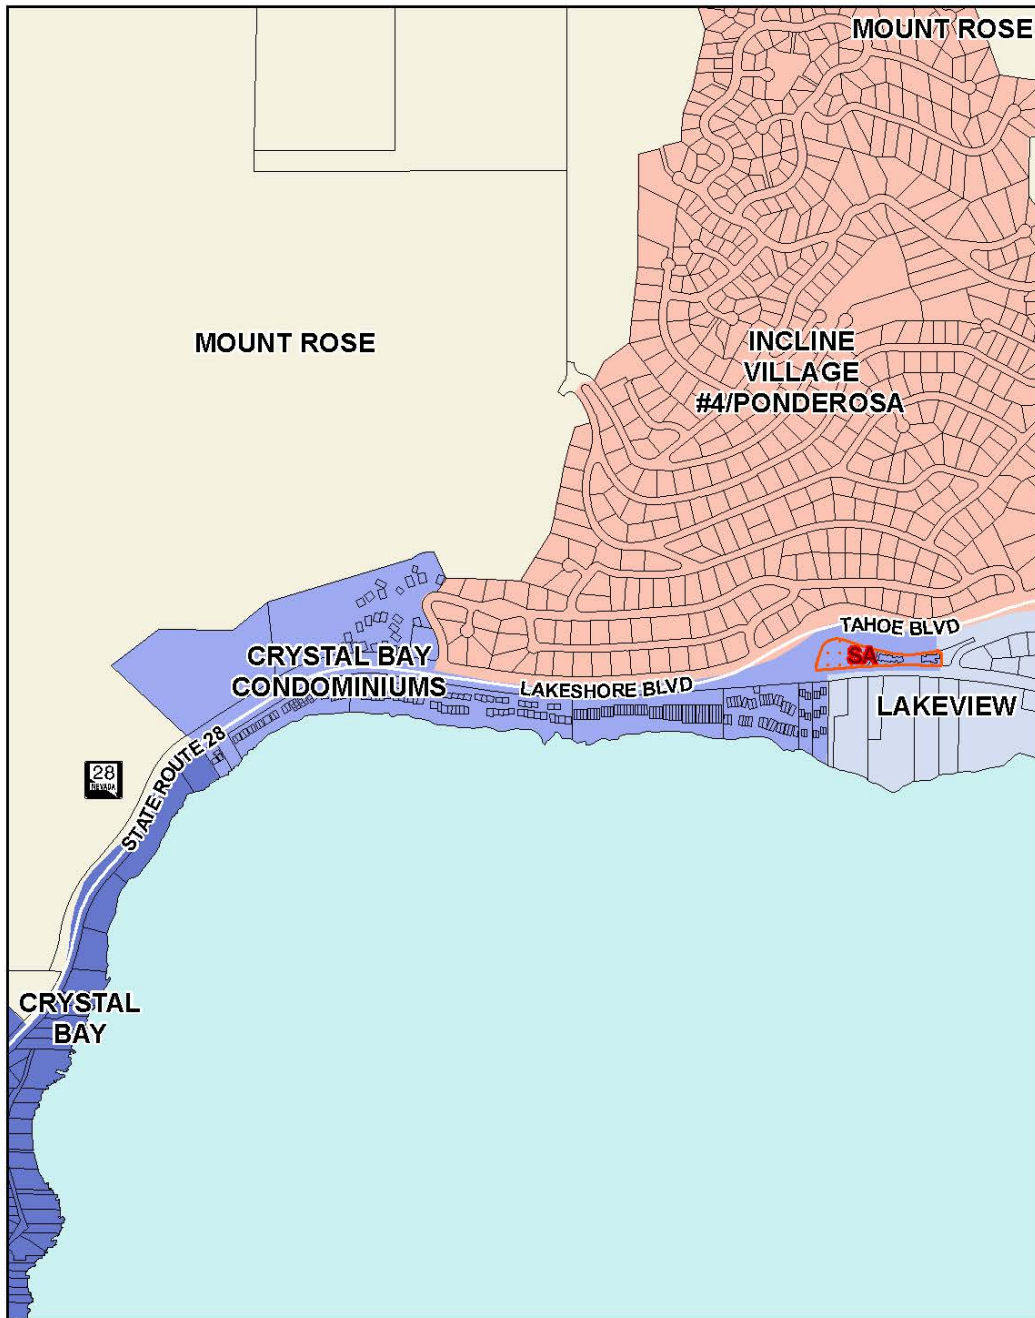 MOUNT ROSE
MOUNT ROSE
INCLINE
VILLAGE
#4/PONDEROSA
TAHOE BLVD
SA
CRYSTAL BAY
CONDOMINIUMS
LAKESHORE BLVD
LAKEVIEW
STATE ROUTE 28
28
NEVADA
CRYSTAL
BAY